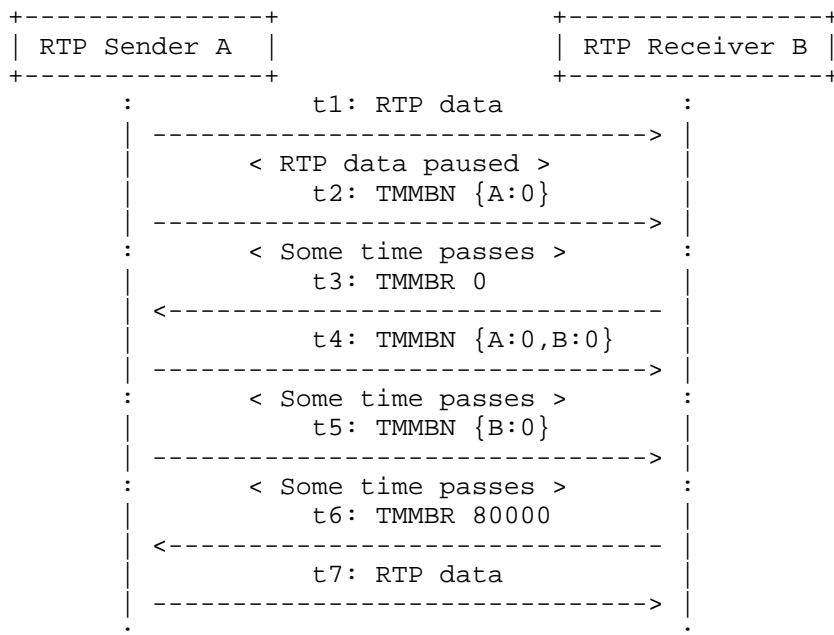 RTP Sender A RTP Receiver B
t1: RTP data
< RTP data paused >
t2: TMMBN {A:0}
< Some time passes >
t3: TMMBR 0
t4: TMMBN {A:0,B:0}
< Some time passes >
t5: TMMBN {B:0}
< Some time passes >
t6: TMMBR 80000
t7: RTP data